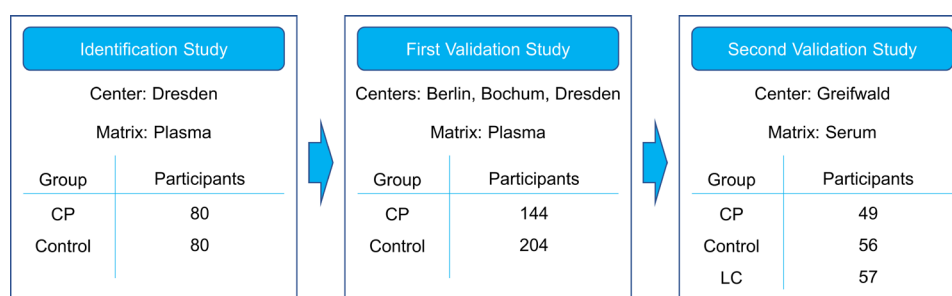 Identification Study
Center: Dresden
Matrix: Plasma
Group Participants
CP 80
Control 80
First Validation Study
Centers: Berlin, Bochum, Dresden
Matrix: Plasma
Group Participants
CP 144
Control 204
Second Validation Study
Center: Greifwald
Matrix: Serum
Group Participants
CP 49
Control 56
LC 57